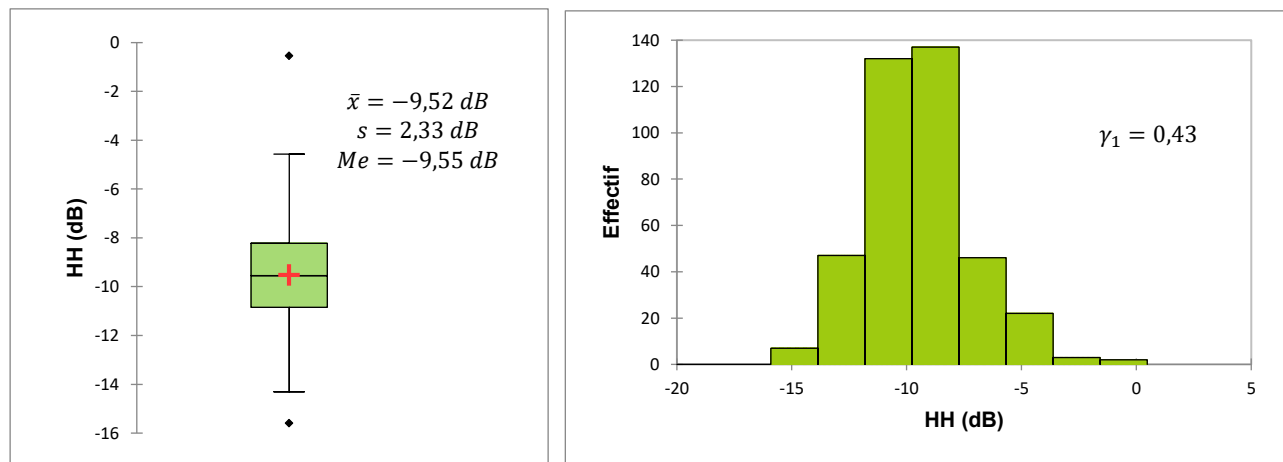 0
-2
-4
-6
-8
-10
-12
-14
-16
HH (dB)
x̄ = −9,52 dB
s = 2,33 dB
Me = −9,55 dB
140
120
100
80
60
40
20
0
Effectif
γ₁ = 0,43
-20 -15 -10 -5 0 5
HH (dB)